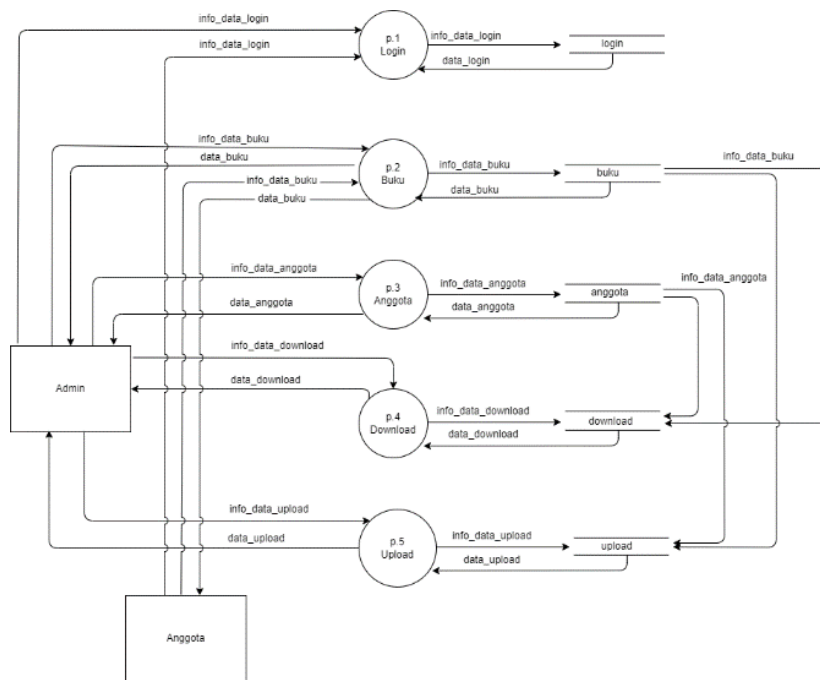 info_data_login
info_data_login
p.1
Login
info_data_login
login
data_login
info_data_buku
data_buku
info_data_buku
data_buku
p.2
Buku
info_data_buku
buku
data_buku
info_data_buku
info_data_anggota
data_anggota
p.3
Anggota
info_data_anggota
anggota
data_anggota
info_data_anggota
Admin
info_data_download
data_download
p.4
Download
info_data_download
download
data_download
info_data_upload
data_upload
p.5
Upload
info_data_upload
upload
data_upload
Anggota